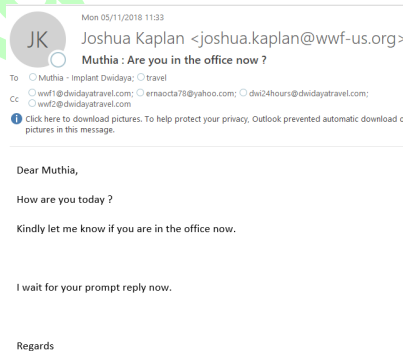 Mon 05/11/2018 11:33
JK
Joshua Kaplan <joshua.kaplan@wwf-us.org>
Muthia : Are you in the office now ?
To Muthia - Implant Dwidaya; travel
Cc wwf1@dwidayatravel.com; ernaocta78@yahoo.com; dwi24hours@dwidayatravel.com;
wwf2@dwidayatravel.com
Click here to download pictures. To help protect your privacy, Outlook prevented automatic download
pictures in this message.
Dear Muthia,
How are you today ?
Kindly let me know if you are in the office now.
I wait for your prompt reply now.
Regards